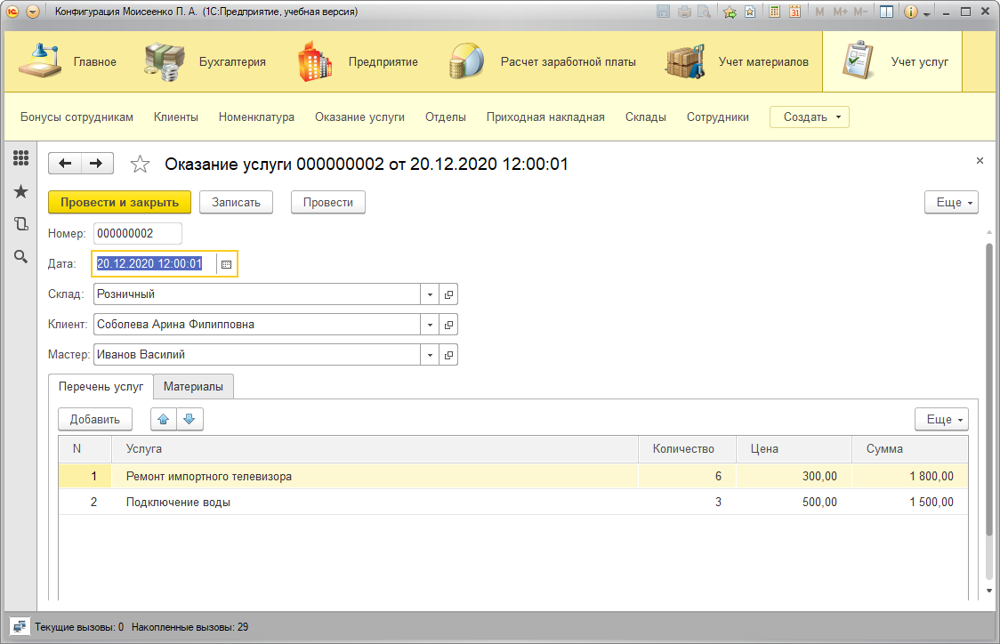 Конфигурация Моисеенко П. А. (1С:Предприятие, учебная версия)
M M+ M-
31
Главное Бухгалтерия Предприятие Расчет заработной платы Учет материалов Учет услуг
Бонусы сотрудникам Клиенты Номенклатура Оказание услуги Отделы Приходная накладная Склады Сотрудники Создать
Оказание услуги 000000002 от 20.12.2020 12:00:01
Провести и закрыть Записать Провести Еще
Номер: 000000002
Дата: 20.12.2020 12:00:01
Склад: Розничный
Клиент: Соболева Арина Филипповна
Мастер: Иванов Василий
Перечень услуг Материалы
Добавить Еще
N Услуга Количество Цена Сумма
1 Ремонт импортного телевизора 6 300,00 1 800,00
2 Подключение воды 3 500,00 1 500,00
Текущие вызовы: 0 Накопленные вызовы: 29